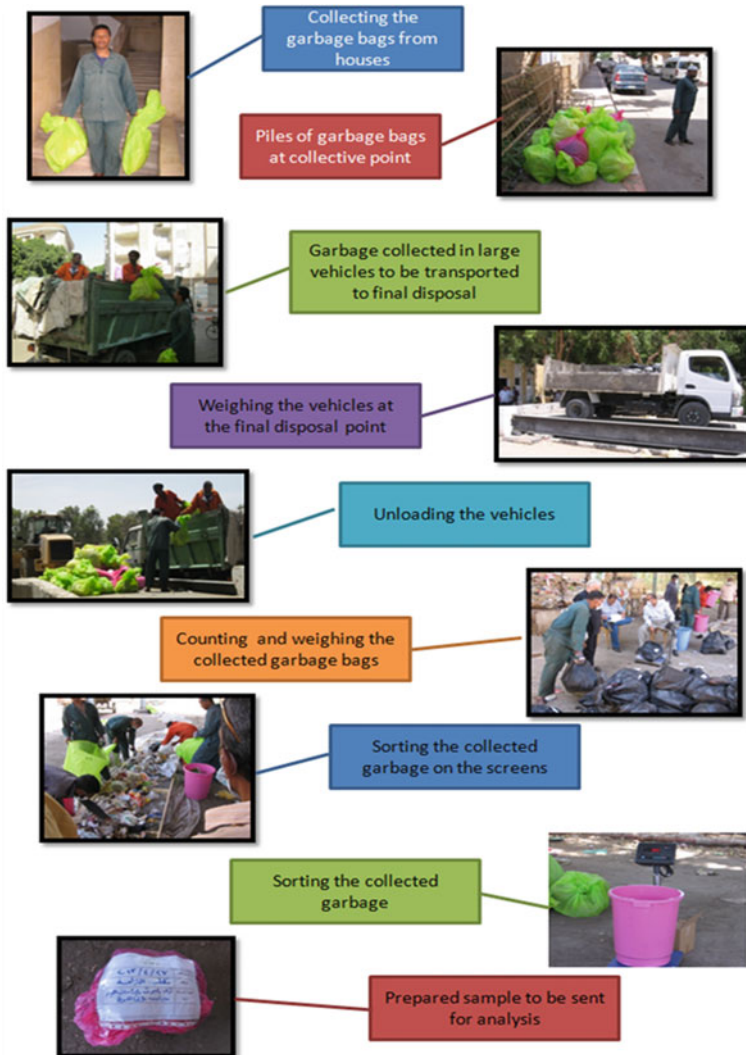 Collecting the
garbage bags from
houses
Piles of garbage bags
at collective point
Garbage collected in large
vehicles to be transported
to final disposal
Weighing the vehicles at
the final disposal point
Unloading the vehicles
Counting and weighing the
collected garbage bags
Sorting the collected
garbage on the screens
Sorting the collected
garbage
Prepared sample to be sent
for analysis